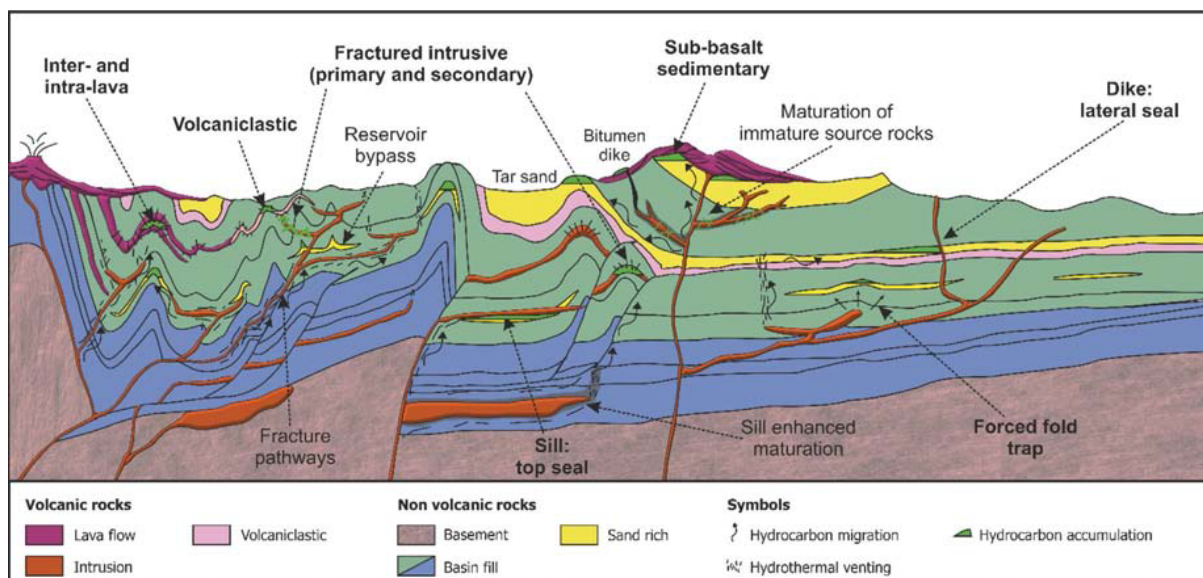 Inter- and
intra-lava
Volcaniclastic
Fractured intrusive
(primary and secondary)
Reservoir
bypass
Tar sand
Bitumen
dike
Sub-basalt
sedimentary
Maturation of
immature source rocks
Dike:
lateral seal
Fracture
pathways
Sill:
top seal
Sill enhanced
maturation
Forced fold
trap
Volcanic rocks
Lava flow
Volcaniclastic
Intrusion
Non volcanic rocks
Basement
Sand rich
Basin fill
Symbols
Hydrocarbon migration
Hydrocarbon accumulation
Hydrothermal venting